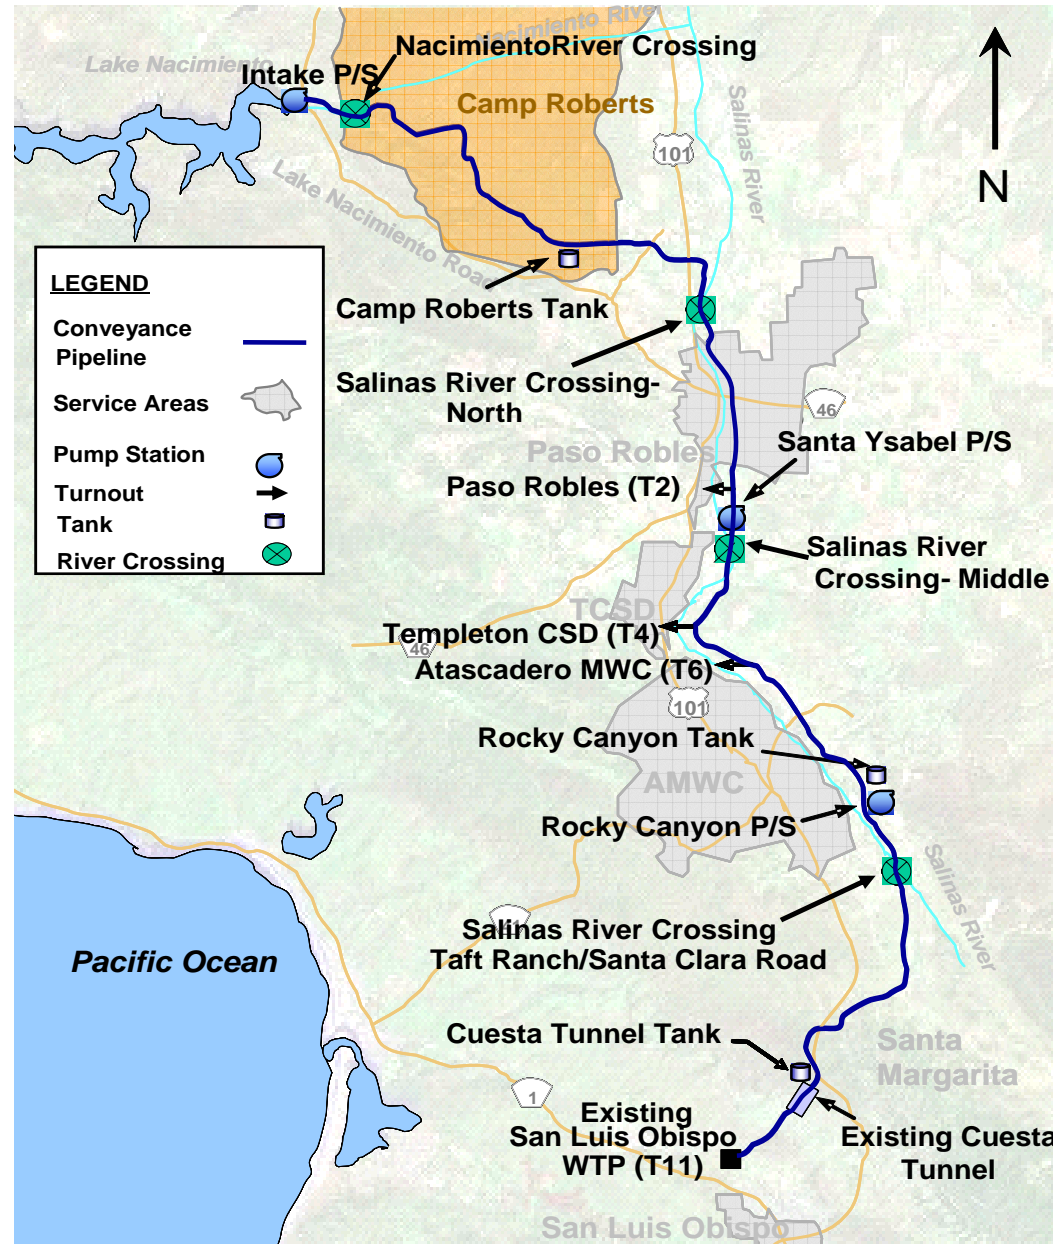 Nacimiento River
NacimientoRiver Crossing
Lake Nacimiento
Intake P/S
Camp Roberts
Salinas River
101
N
Lake Nacimiento Road
LEGEND
Conveyance
Pipeline
Service Areas
Pump Station
Turnout
Tank
River Crossing
Camp Roberts Tank
Salinas River Crossing-
North
46
Paso Robles
Santa Ysabel P/S
Paso Robles (T2)
Salinas River
Crossing- Middle
TCSD
Templeton CSD (T4)
46
Atascadero MWC (T6)
101
Rocky Canyon Tank
AMWC
Rocky Canyon P/S
Salinas River
41
Salinas River Crossing
Taft Ranch/Santa Clara Road
Pacific Ocean
Cuesta Tunnel Tank
Santa
Margarita
1
Existing
San Luis Obispo
WTP (T11)
Existing Cuesta
Tunnel
San Luis Obispo